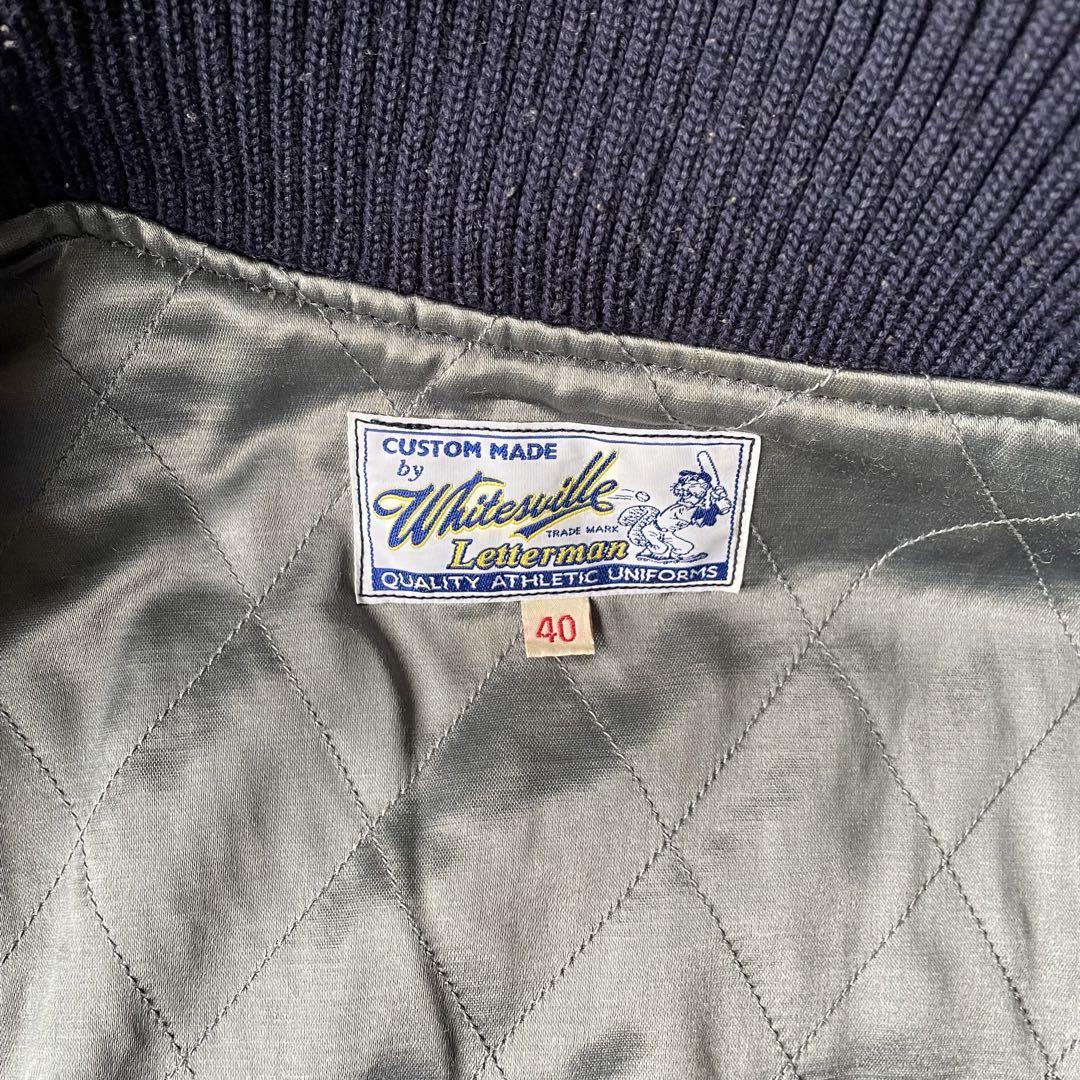 CUSTOM MADE
by
Whitesville
TRADE MARK
Letterman
QUALITY ATHLETIC UNIFORMS
40